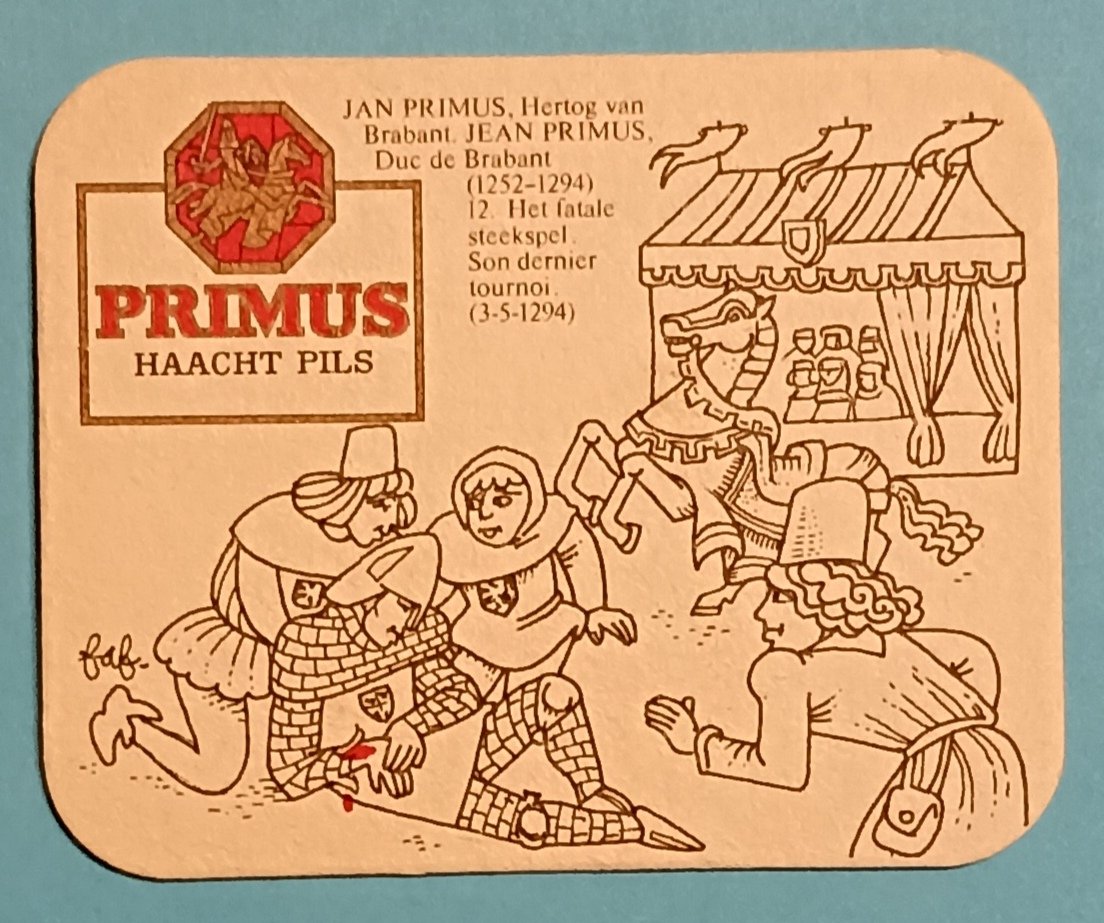 JAN PRIMUS, Hertog van
Brabant. JEAN PRIMUS,
Duc de Brabant
(1252-1294)
12. Het fatale
steekspel.
Son dernier
tournoi.
(3-5-1294)
PRIMUS
HAACHT PILS
faf.